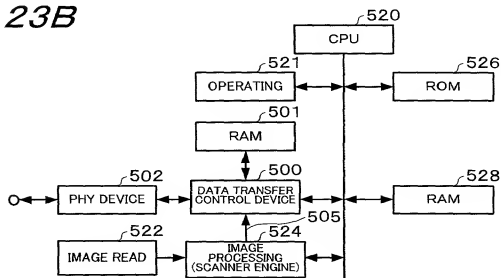 23B
520
CPU
521
OPERATING
526
ROM
501
RAM
502
PHY DEVICE
500
DATA TRANSFER
CONTROL DEVICE
528
RAM
505
522
IMAGE READ
524
IMAGE
PROCESSING
(SCANNER ENGINE)